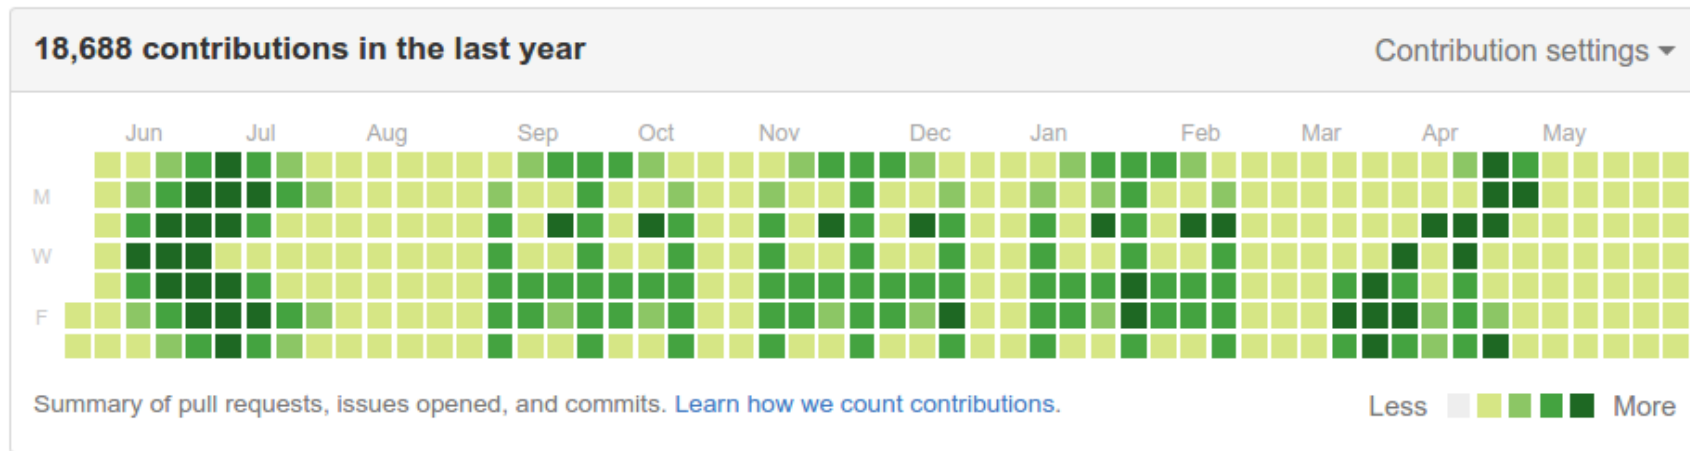 18,688 contributions in the last year
Contribution settings
Jun Jul Aug Sep Oct Nov Dec Jan Feb Mar Apr May
M
W
F
Summary of pull requests, issues opened, and commits. Learn how we count contributions.
Less More